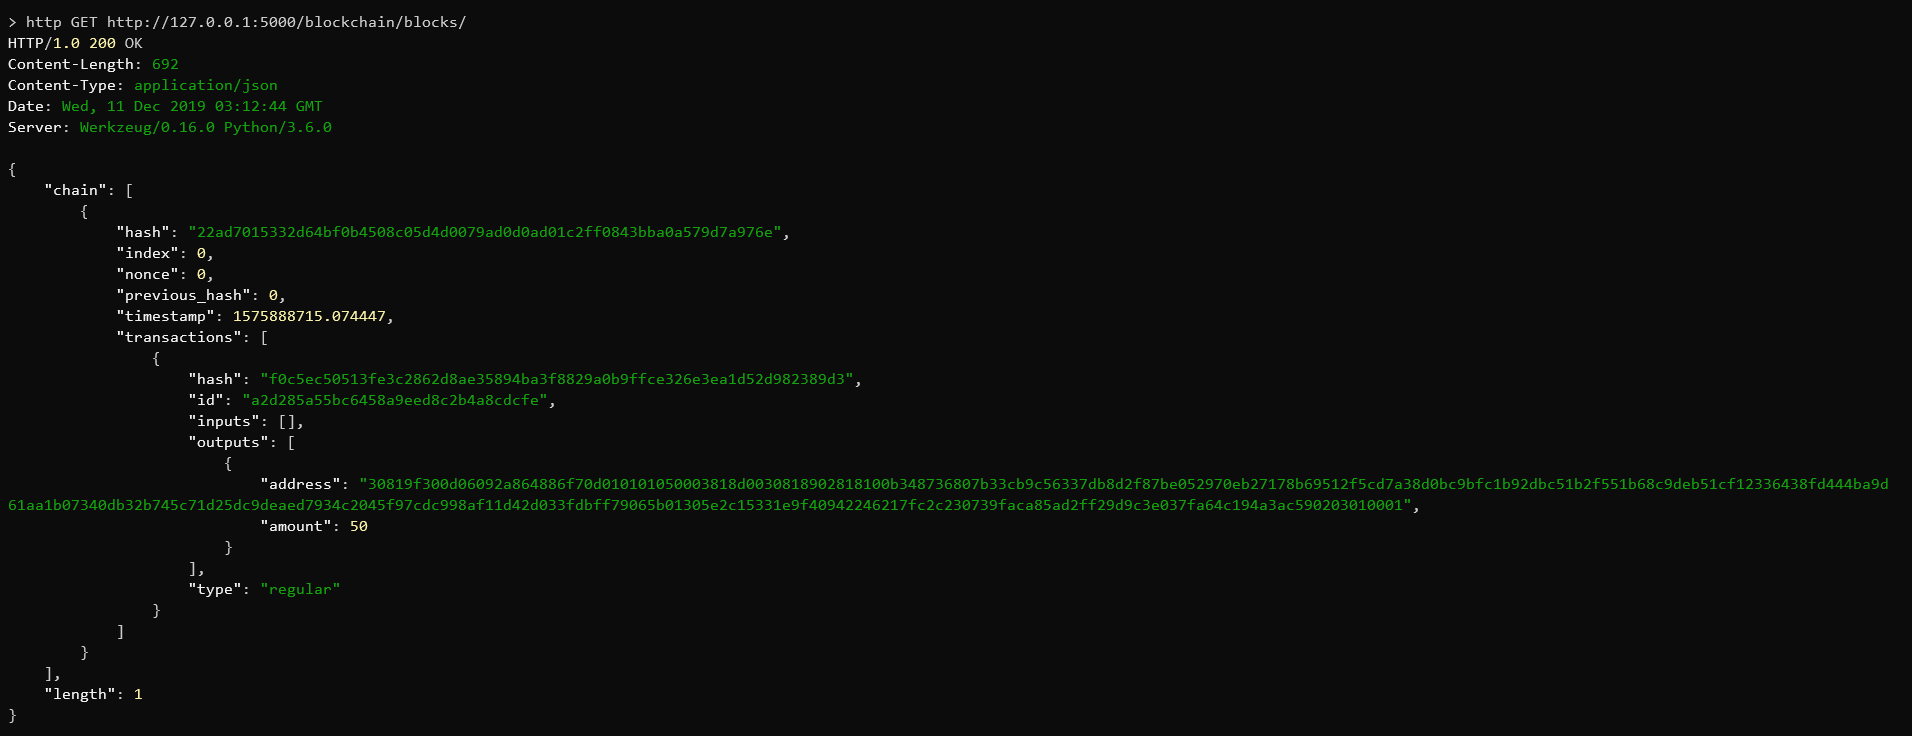 > http GET http://127.0.0.1:5000/blockchain/blocks/
HTTP/1.0 200 OK
Content-Length: 692
Content-Type: application/json
Date: Wed, 11 Dec 2019 03:12:44 GMT
Server: Werkzeug/0.16.0 Python/3.6.0
{
"chain": [
{
"hash": "22ad7015332d64bf0b4508c05d4d0079ad0d0ad01c2ff0843bba0a579d7a976e",
"index": 0,
"nonce": 0,
"previous_hash": 0,
"timestamp": 1575888715.074447,
"transactions": [
{
"hash": "f0c5ec50513fe3c2862d8ae35894ba3f8829a0b9ffce326e3ea1d52d982389d3",
"id": "a2d285a55bc6458a9eed8c2b4a8cdcfe",
"inputs": [],
"outputs": [
{
"address": "30819f300d06092a864886f70d010101050003818d0030818902818100b348736807b33cb9c56337db8d2f87be052970eb27178b69512f5cd7a38d0bc9bfc1b92dbc51b2f551b68c9deb51cf12336438fd444ba9d
61aa1b07340db32b745c71d25dc9deaed7934c2045f97cdc998af11d42d033fdbff79065b01305e2c15331e9f40942246217fc2c230739faca85ad2ff29d9c3e037fa64c194a3ac590203010001",
"amount": 50
}
],
"type": "regular"
}
]
}
],
"length": 1
}